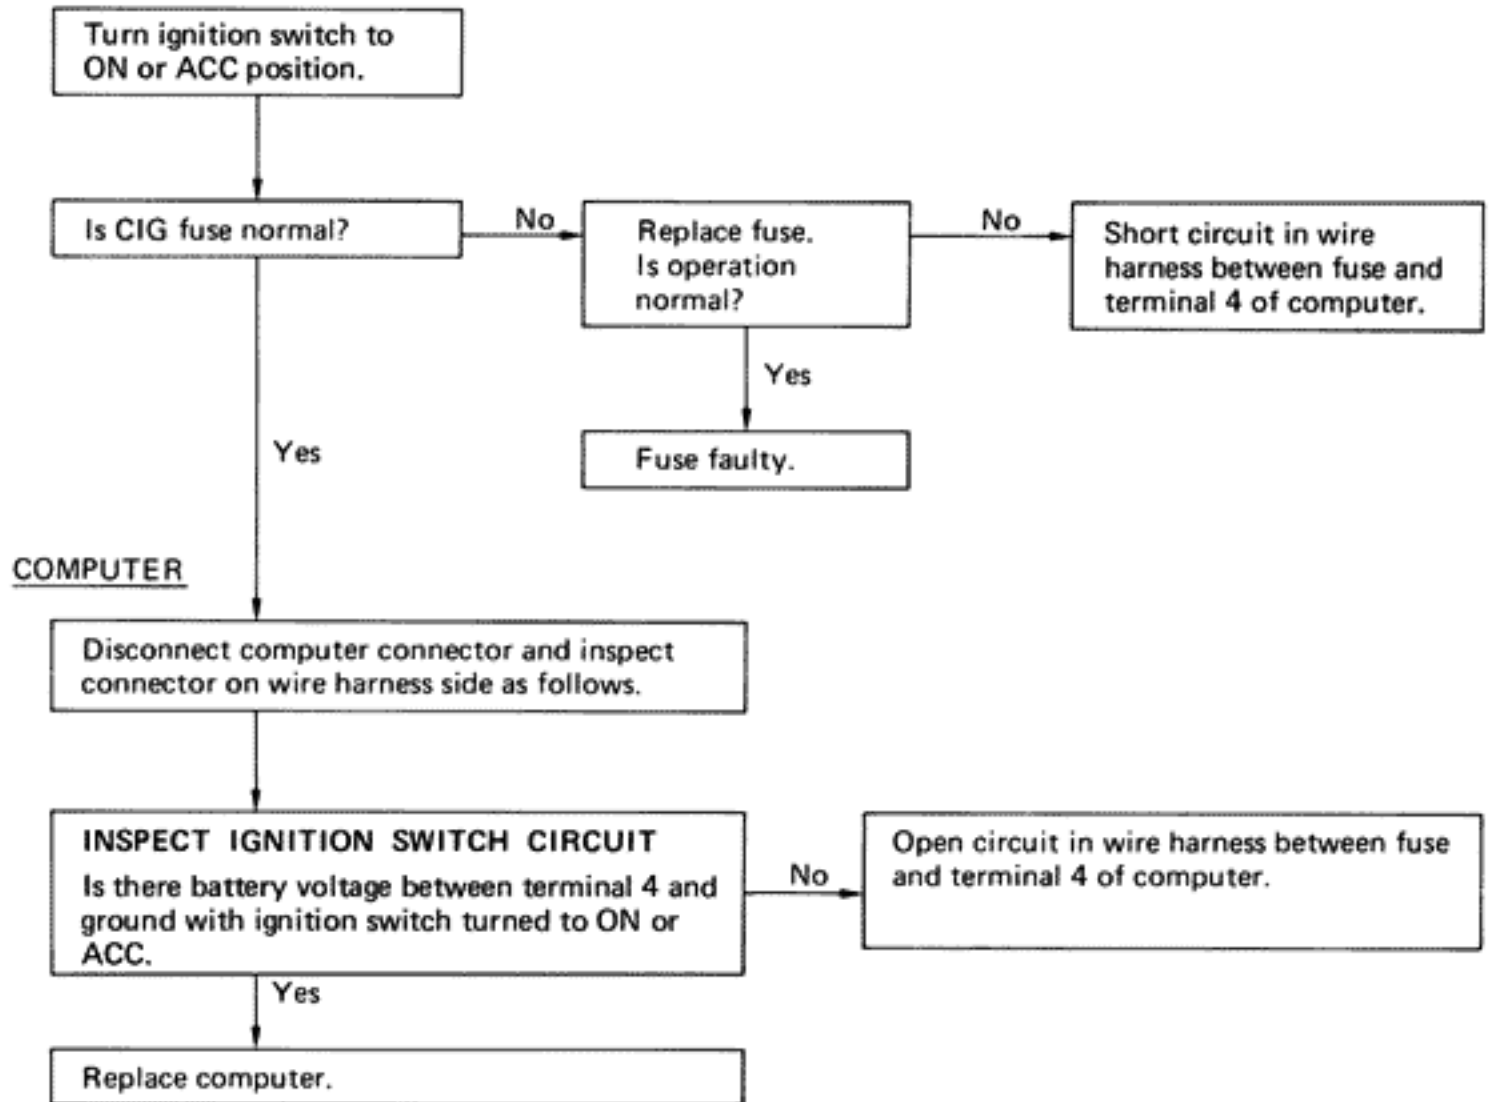 Turn ignition switch to
ON or ACC position.
Is CIG fuse normal?
No
Replace fuse.
Is operation
normal?
No
Short circuit in wire
harness between fuse and
terminal 4 of computer.
Yes
Fuse faulty.
Yes
COMPUTER
Disconnect computer connector and inspect
connector on wire harness side as follows.
INSPECT IGNITION SWITCH CIRCUIT
Is there battery voltage between terminal 4 and
ground with ignition switch turned to ON or
ACC.
No
Open circuit in wire harness between fuse
and terminal 4 of computer.
Yes
Replace computer.